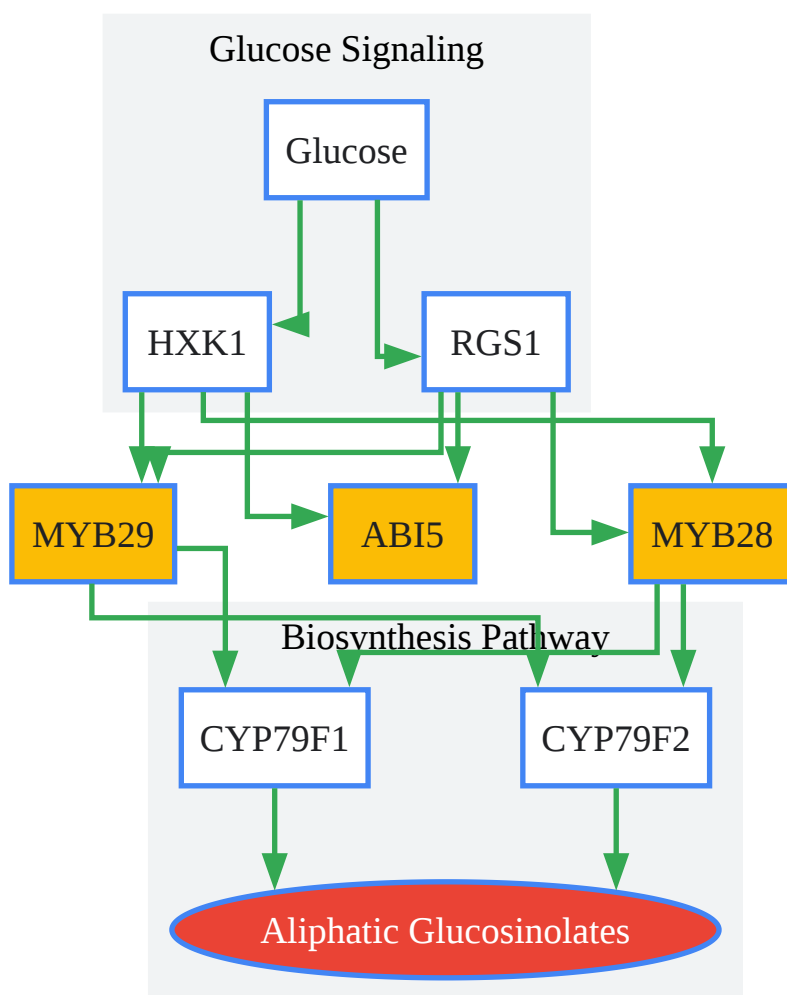 Glucose Signaling
Glucose
HXK1
RGS1
MYB29
ABI5
MYB28
Biosynthesis Pathway
CYP79F1
CYP79F2
Aliphatic Glucosinolates